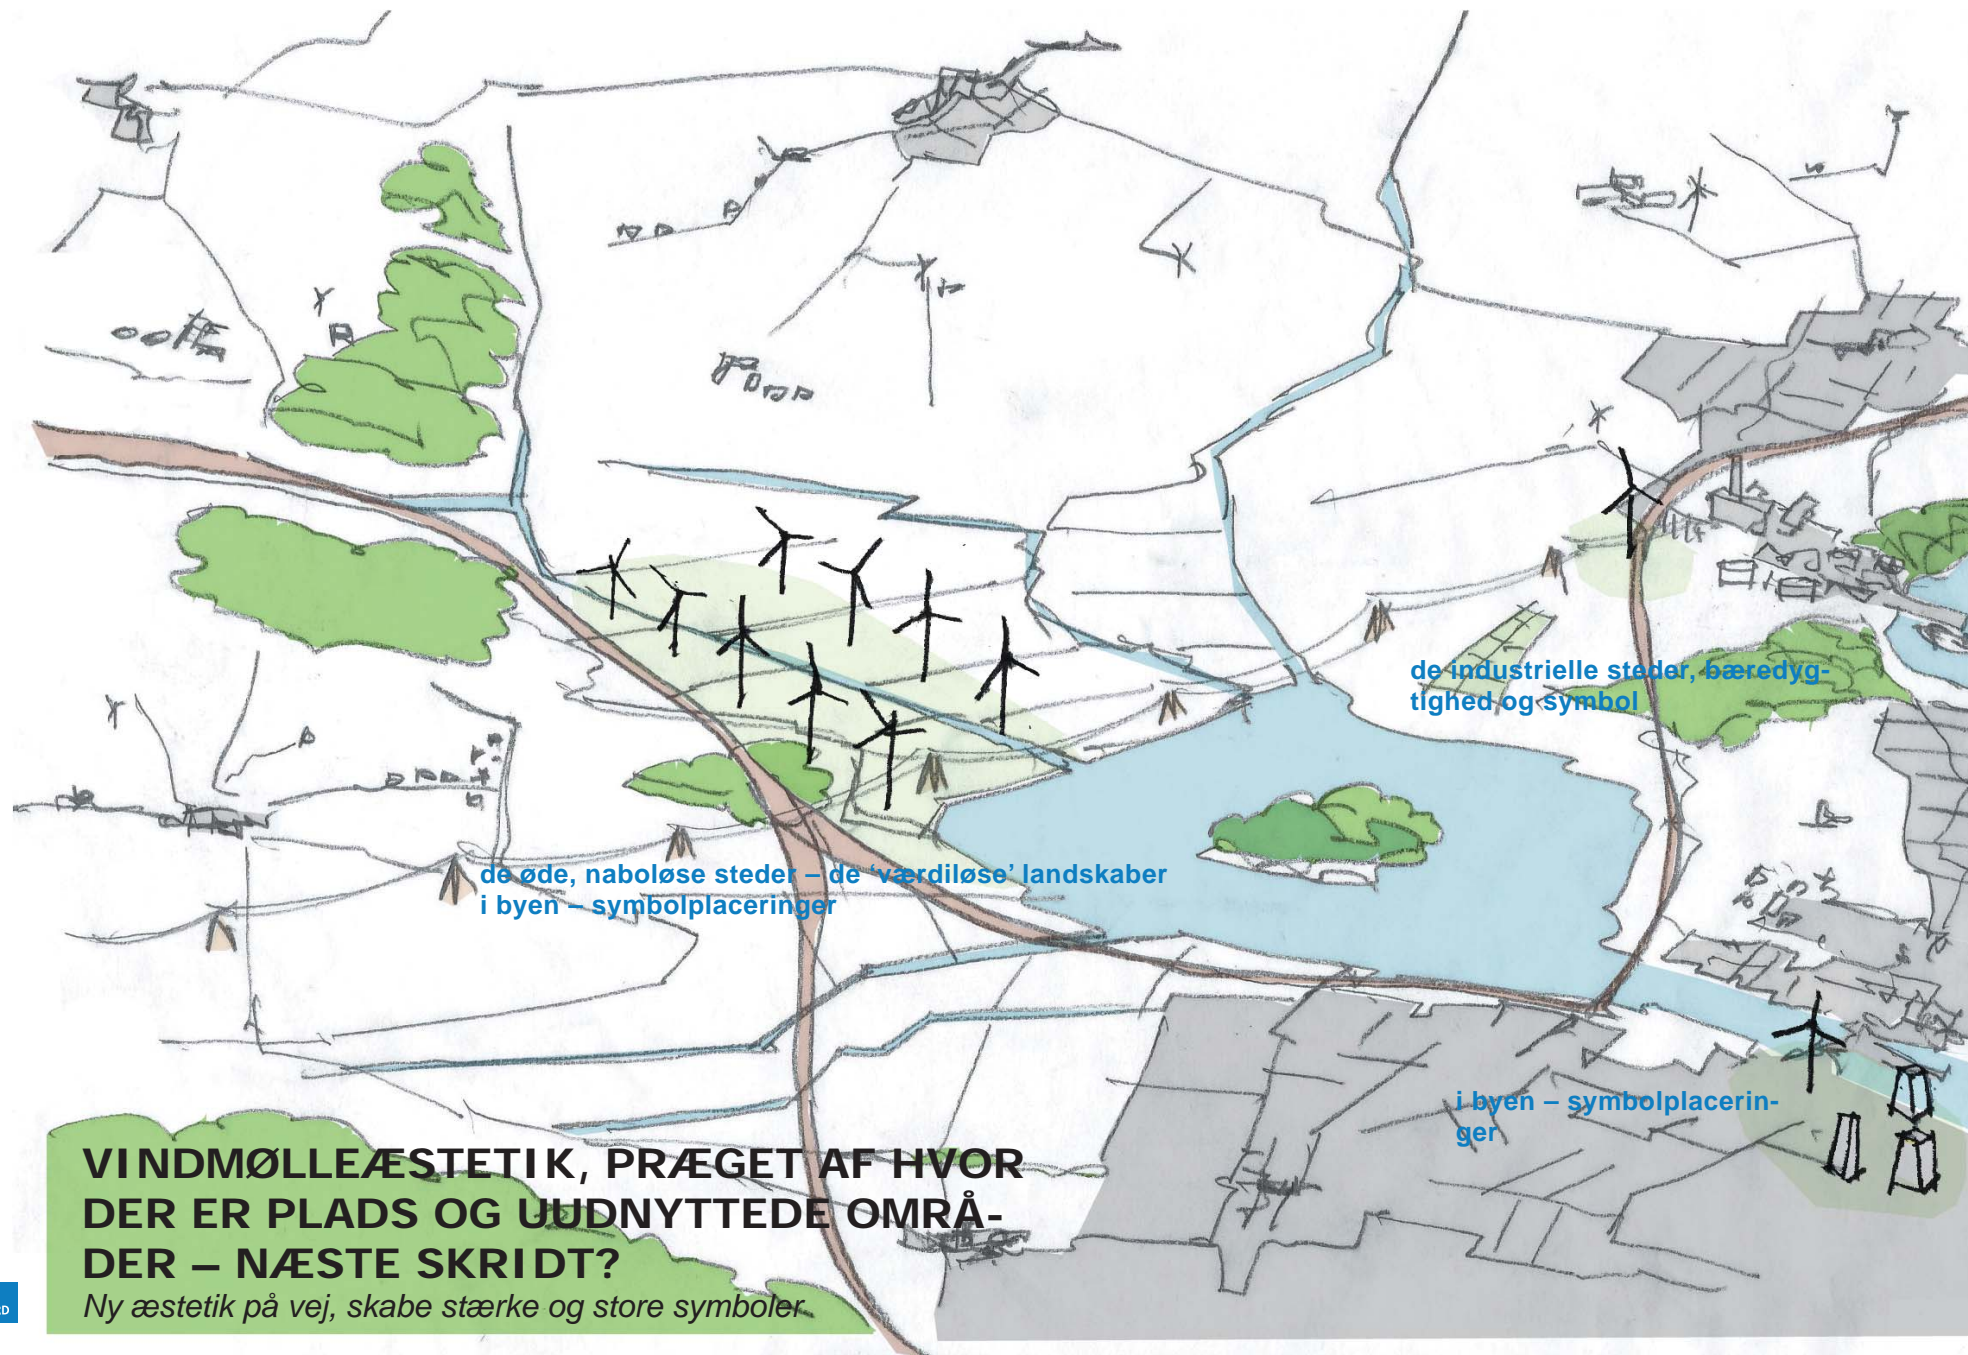 de industrielle steder, bæredyg-
tighed og symbol
de øde, naboløse steder – de ‘værdiløse’ landskaber
i byen – symbolplaceringer
i byen – symbolplacerin-
ger
VINDMØLLEÆSTETIK, PRÆGET AF HVOR
DER ER PLADS OG UUDNYTTEDE OMRÅ-
DER – NÆSTE SKRIDT?
Ny æstetik på vej, skabe stærke og store symboler